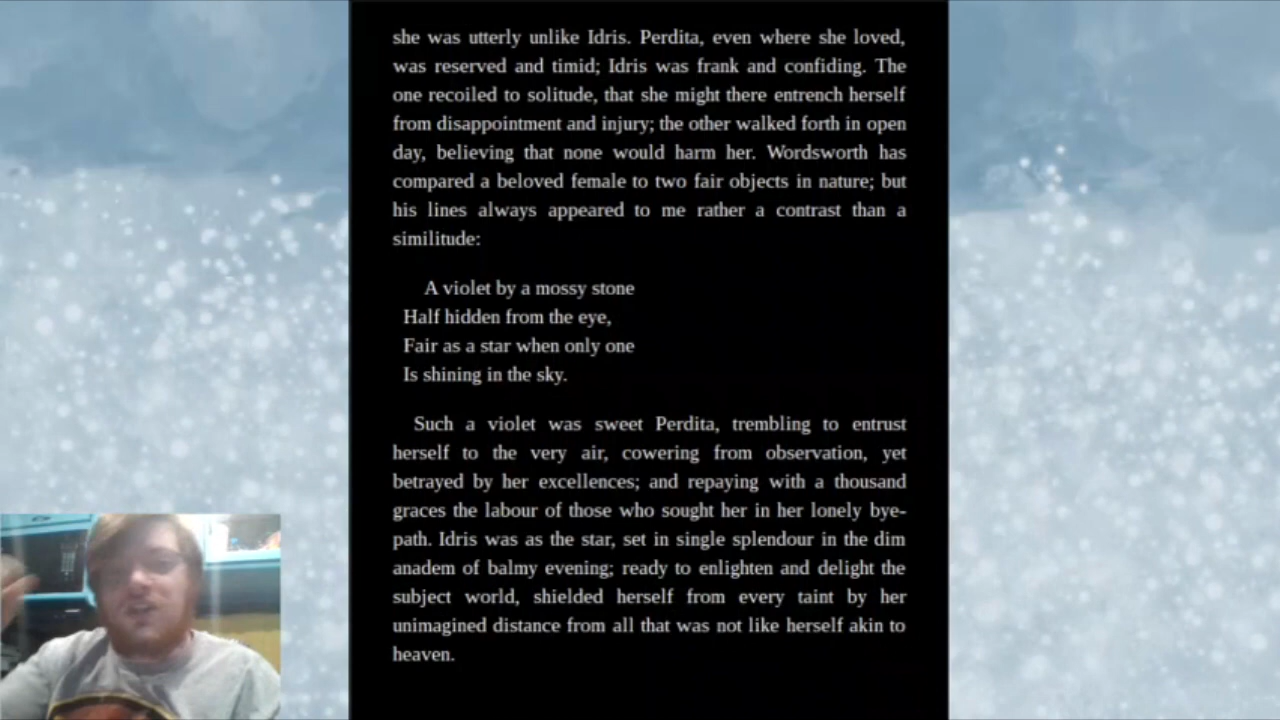 she was utterly unlike Idris. Perdita, even where she loved,
was reserved and timid; Idris was frank and confiding. The
one recoiled to solitude, that she might there entrench herself
from disappointment and injury; the other walked forth in open
day, believing that none would harm her. Wordsworth has
compared a beloved female to two fair objects in nature; but
his lines always appeared to me rather a contrast than a
similitude:
A violet by a mossy stone
Half hidden from the eye,
Fair as a star when only one
Is shining in the sky.
Such a violet was sweet Perdita, trembling to entrust
herself to the very air, cowering from observation, yet
betrayed by her excellences; and repaying with a thousand
graces the labour of those who sought her in her lonely bye-
path. Idris was as the star, set in single splendour in the dim
anadem of balmy evening; ready to enlighten and delight the
subject world, shielded herself from every taint by her
unimagined distance from all that was not like herself akin to
heaven.